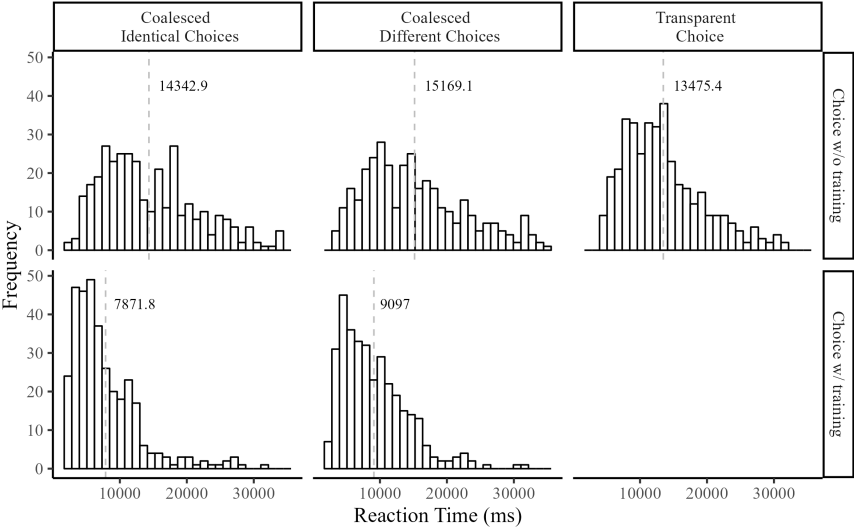 Coalesced
Identical Choices
Coalesced
Different Choices
Transparent
Choice
50
40
30
20
10
0
14342.9
15169.1
13475.4
Choice w/o training
Frequency
50
40
30
20
10
0
7871.8
9097
Choice w/ training
10000 20000 30000
10000 20000 30000
10000 20000 30000
Reaction Time (ms)